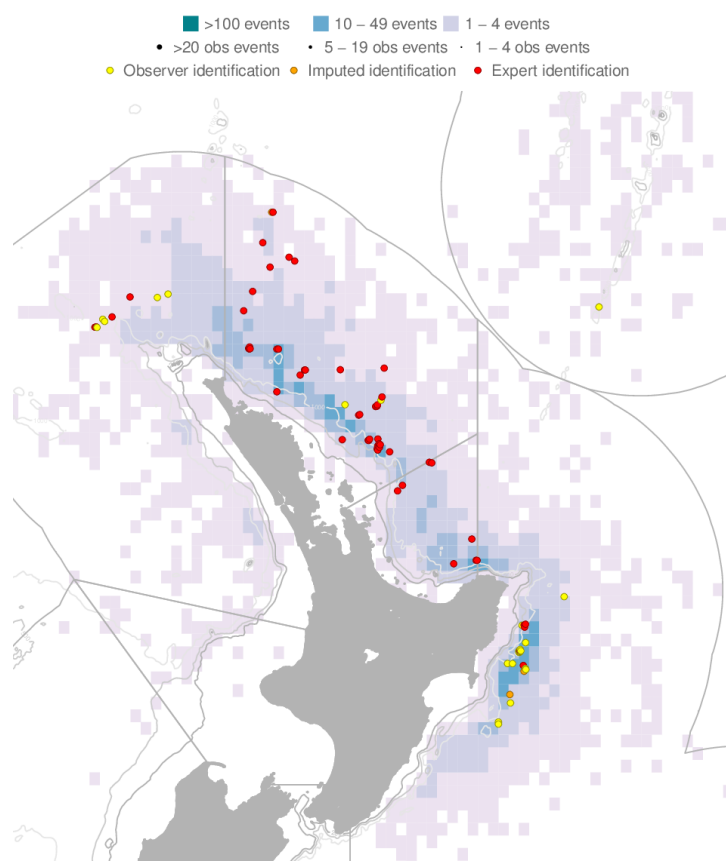 >100 events 10 – 49 events 1 – 4 events
>20 obs events 5 – 19 obs events 1 – 4 obs events
Observer identification Imputed identification Expert identification